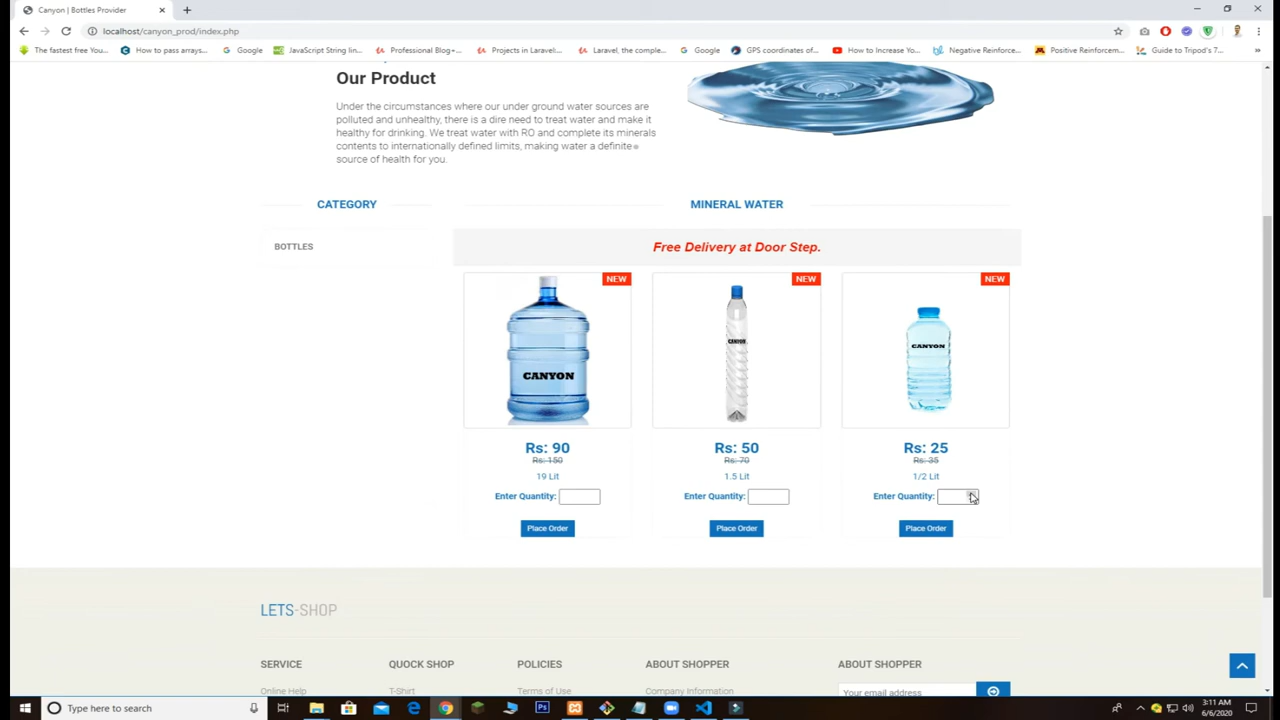 Canyon | Bottles Provider
localhost/canyon_prod/index.php
The fastest free You...
How to pass arrays...
Google
JavaScript String lin...
Professional Blog+...
Projects in Laravel:...
Laravel, the comple...
Google
GPS coordinates of...
How to Increase Yo...
Negative Reinforce...
Positive Reinforcem...
Guide to Tripod's 7...
Our Product
Under the circumstances where our under ground water sources are
polluted and unhealthy, there is a dire need to treat water and make it
healthy for drinking. We treat water with RO and complete its minerals
contents to internationally defined limits, making water a definite
source of health for you.
CATEGORY
MINERAL WATER
BOTTLES
Free Delivery at Door Step.
NEW
NEW
NEW
CANYON
CANYON
CANYON
Rs: 90
Rs: 50
Rs: 25
Rs: 150
Rs: 70
Rs: 35
19 Lit
1.5 Lit
1/2 Lit
Enter Quantity:
Enter Quantity:
Enter Quantity:
Place Order
Place Order
Place Order
LETS-SHOP
SERVICE
QUOCK SHOP
POLICIES
ABOUT SHOPPER
ABOUT SHOPPER
Online Help
T-Shirt
Terms of Use
Company Information
Your email address
Type here to search
3:11 AM
6/6/2020